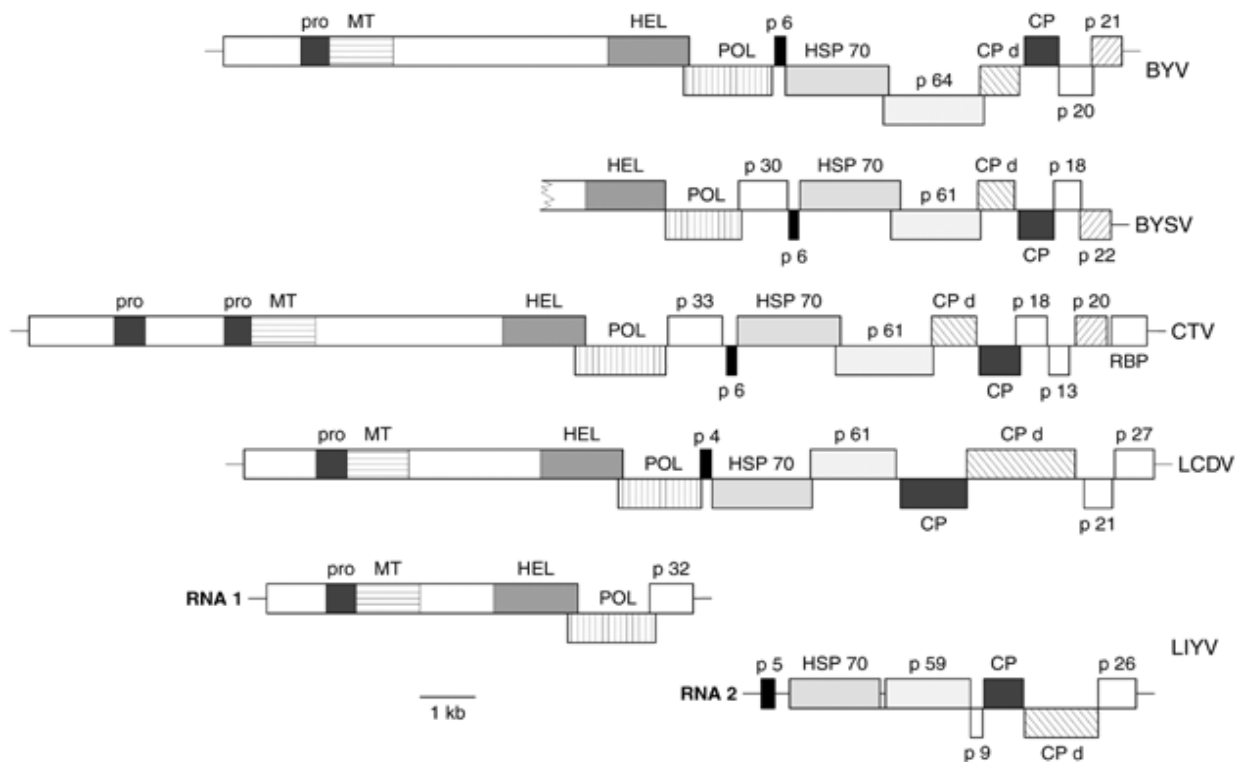 pro MT HEL p 6 CP p 21
POL HSP 70 CP d
p 64
BYV
p 20
HEL p 30 HSP 70 CP d p 18
POL p 61
BYSV
p 6 CP p 22
pro pro MT HEL p 33 HSP 70 CP d p 18 p 20
POL p 61
CTV
p 6 CP p 13 RBP
pro MT HEL p 4 p 61 CP d p 27
POL HSP 70
LCDV
CP p 21
pro MT HEL p 32
RNA 1 POL
LIYV
p 5 HSP 70 p 59 CP p 26
RNA 2
1 kb
p 9 CP d